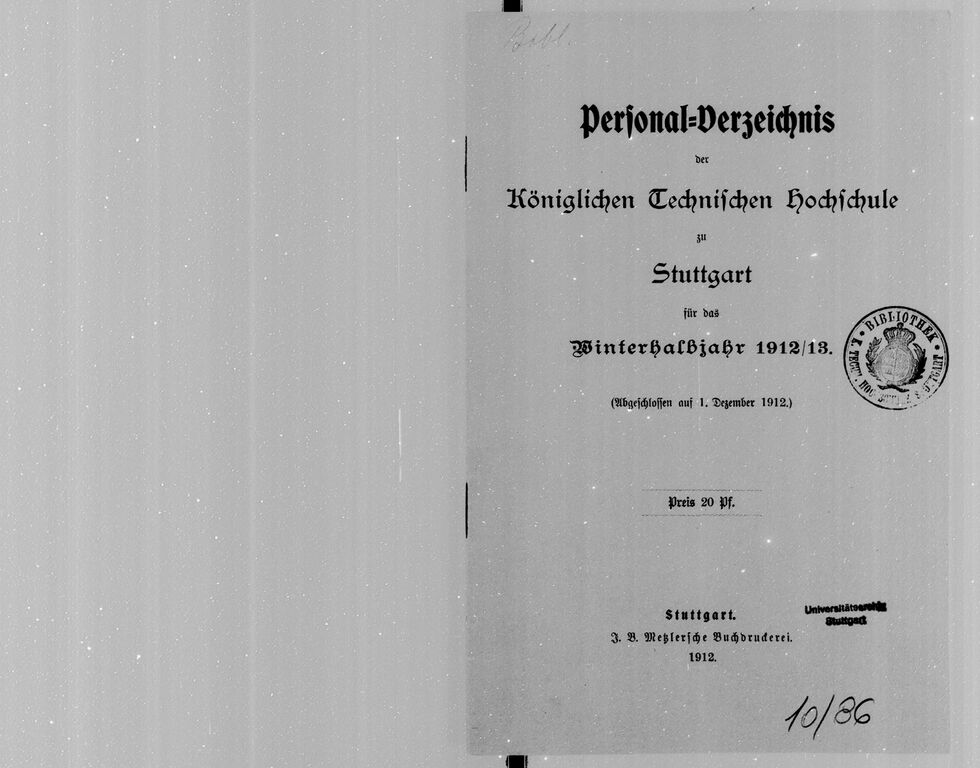 Personal-Verzeichnis
der
Königlichen Technischen Hochschule
zu
Stuttgart
für das
Winterhalbjahr 1912/13.
(Abgeschlossen auf 1. Dezember 1912.)
BIBLIOTHEK
Preis 20 Pf.
Stuttgart.
J. B. Metzlersche Buchdruckerei.
1912.
Universitätsarchiv
Stuttgart
10/86